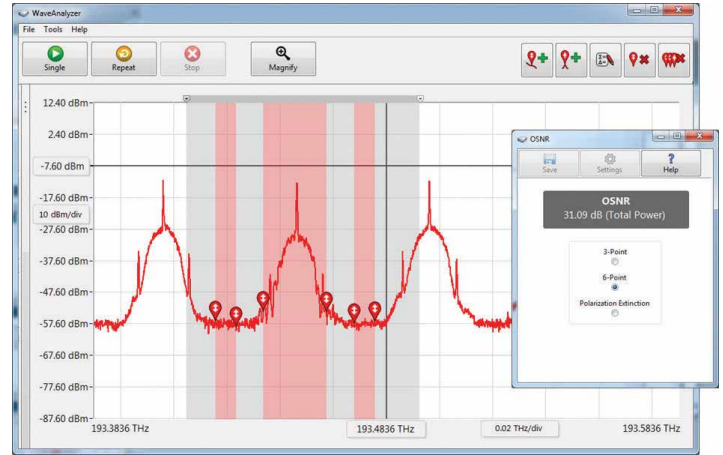 WaveAnalyzer
File Tools Help
Single Repeat Stop Magnify
12.40 dBm
2.40 dBm
-7.60 dBm
-17.60 dBm
10 dBm/div
-27.60 dBm
-37.60 dBm
-47.60 dBm
-57.60 dBm
-67.60 dBm
-77.60 dBm
-87.60 dBm
193.3836 THz 193.4836 THz 0.02 THz/div 193.5836 THz
OSNR
Save Settings ? Help
OSNR
31.09 dB (Total Power)
3-Point
6-Point
Polarization Extinction